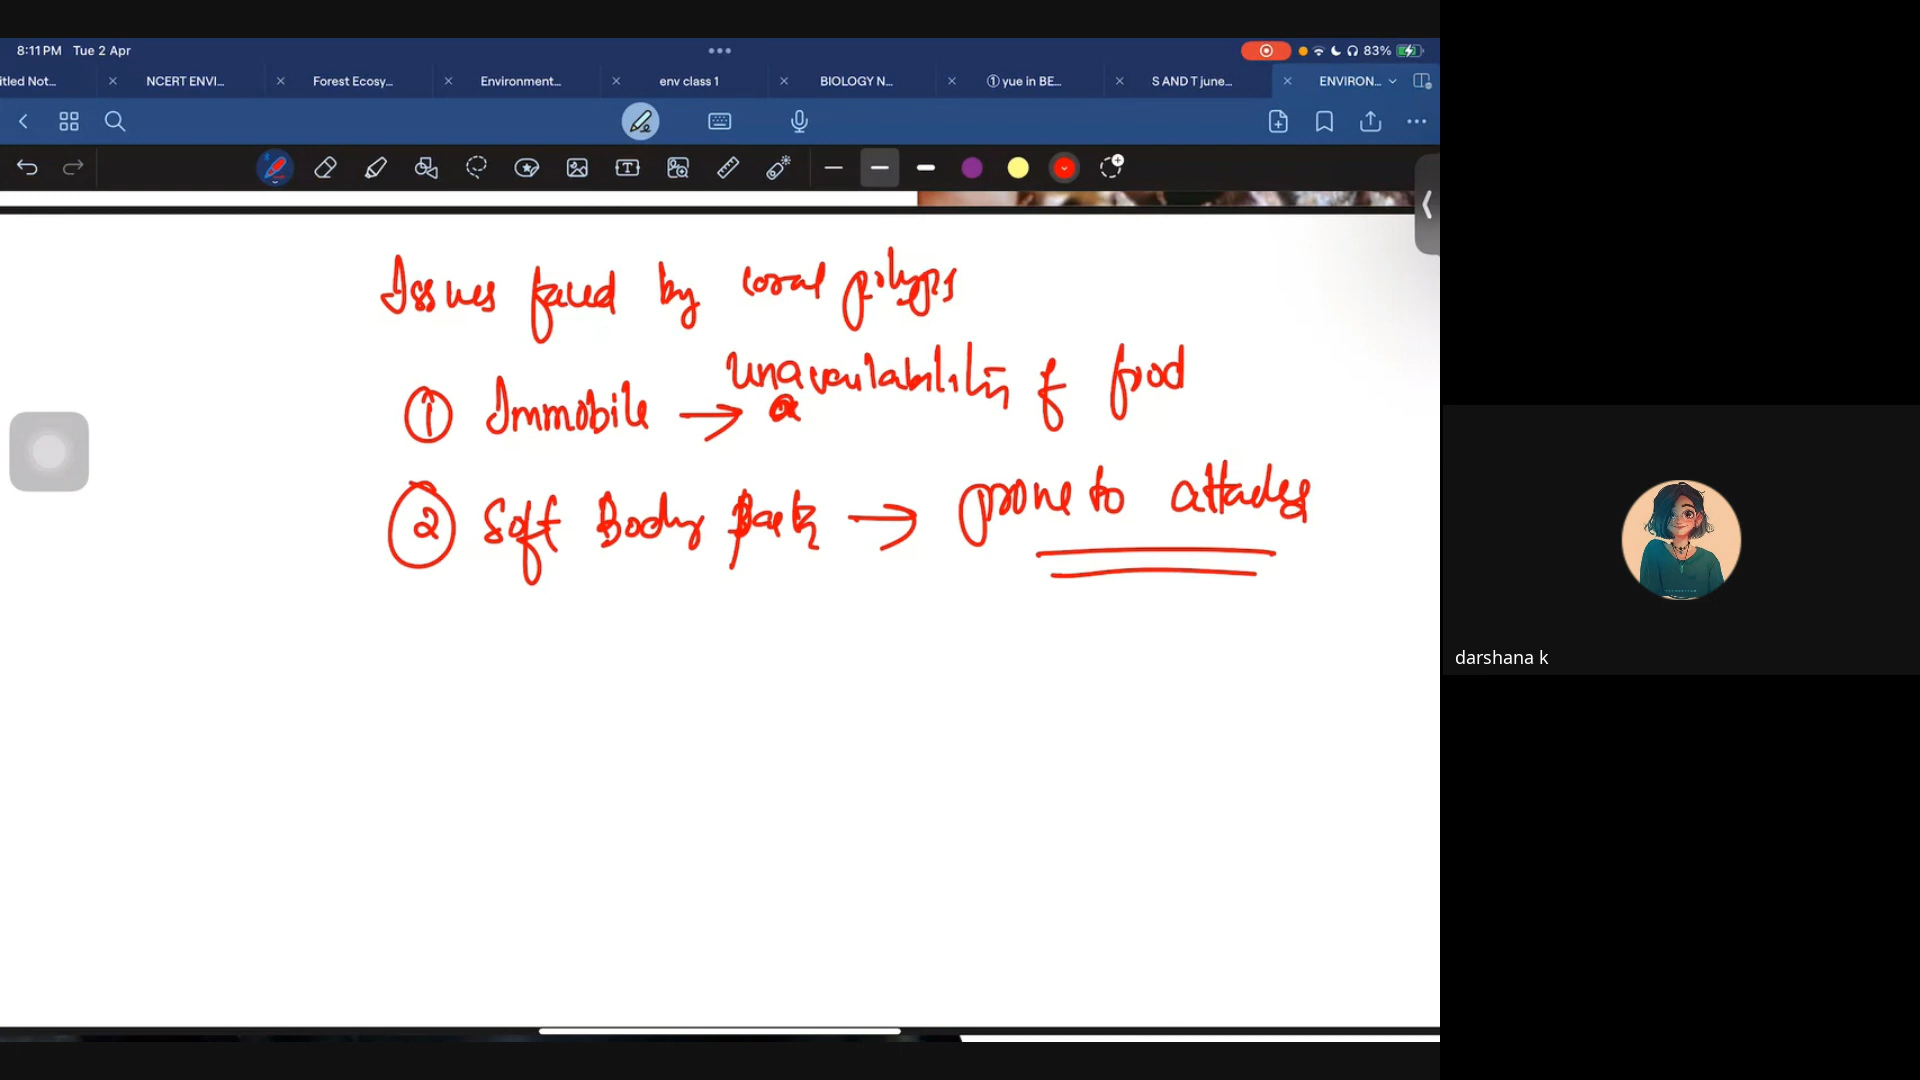 8:11 PM Tue 2 Apr
83%
itled Not... NCERT ENVI... Forest Ecosy... Environment... env class 1 BIOLOGY N... ① yue in BE... S AND T june... ENVIRON...
Issues faced by coral polyps
① Immobile → unavailability of food
② Soft Body Parts → prone to attacks
darshana k